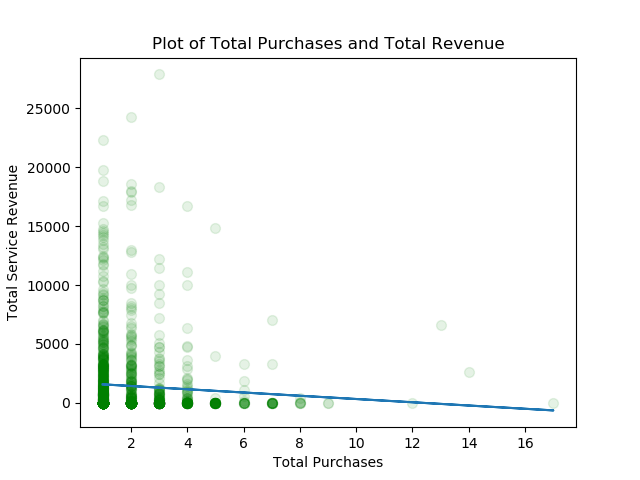 Plot of Total Purchases and Total Revenue
Total Service Revenue
25000
20000
15000
10000
5000
0
2 4 6 8 10 12 14 16
Total Purchases